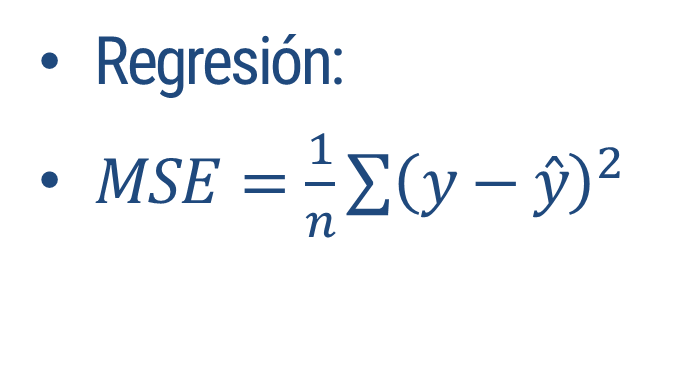 • Regresión:
• MSE = 1/n ∑(y − ŷ)²